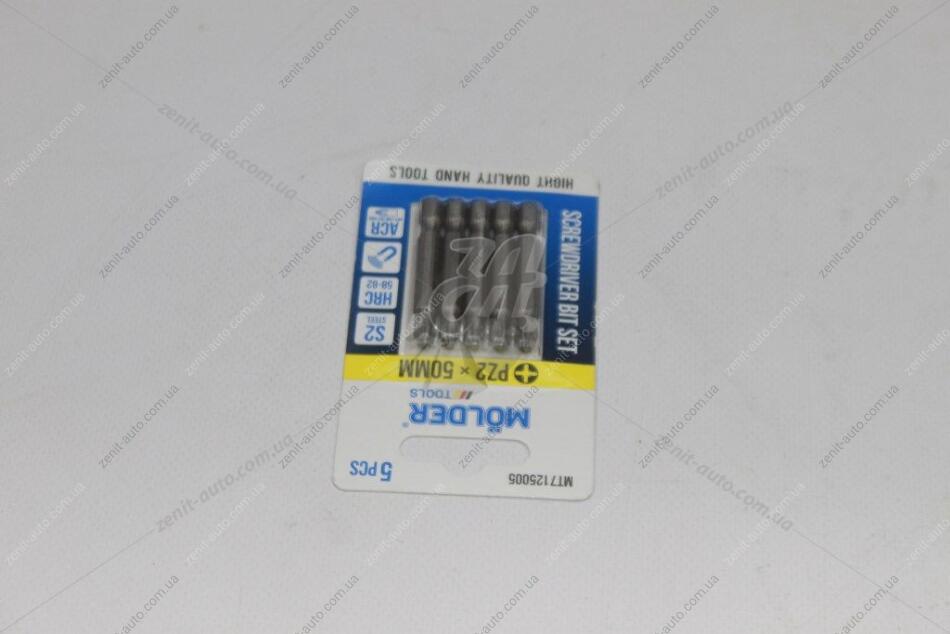 MT7125005
5 PCS
MÖLDER®
TOOLS
PZ2 × 50MM
S2
STEEL
HRC
58-62
ACR
SCREWDRIVER BIT SET
HIGHT QUALITY HAND TOOLS
zenit-auto.com.ua